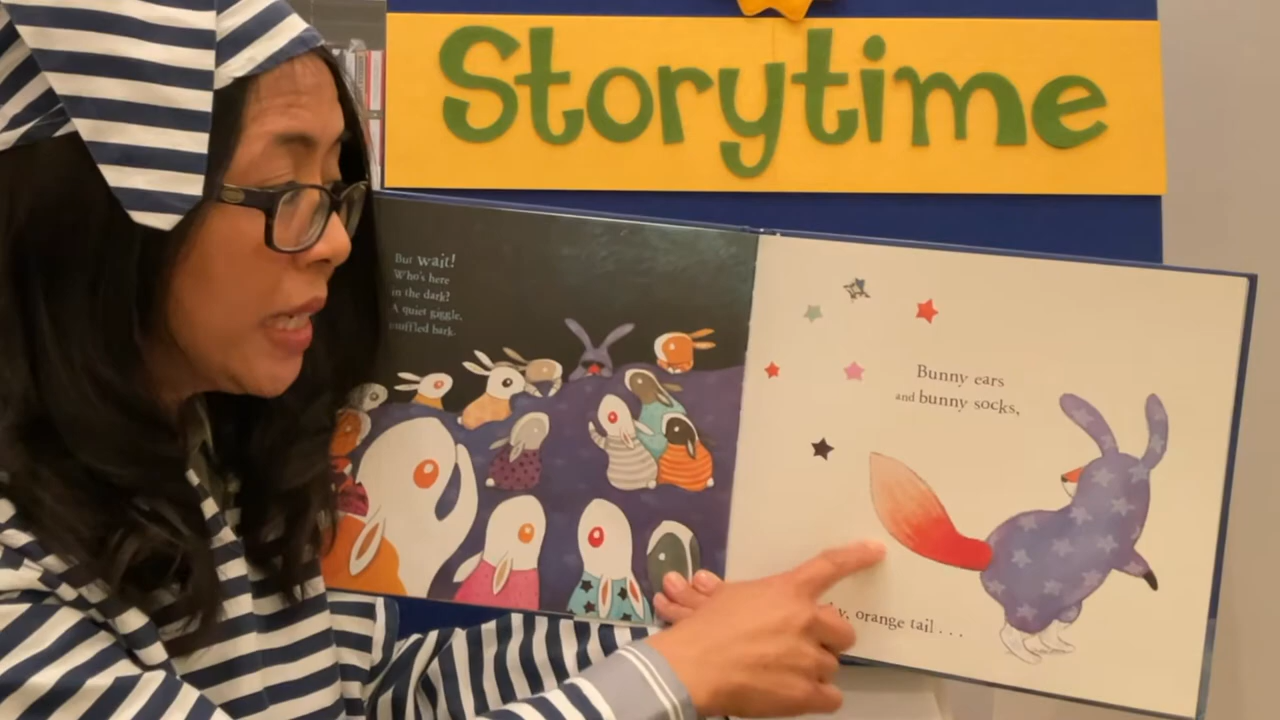 Storytime
But wait!
Who's here
in the dark?
A quiet giggle,
muffled bark.
Bunny ears
and bunny socks,
orange tail . . .